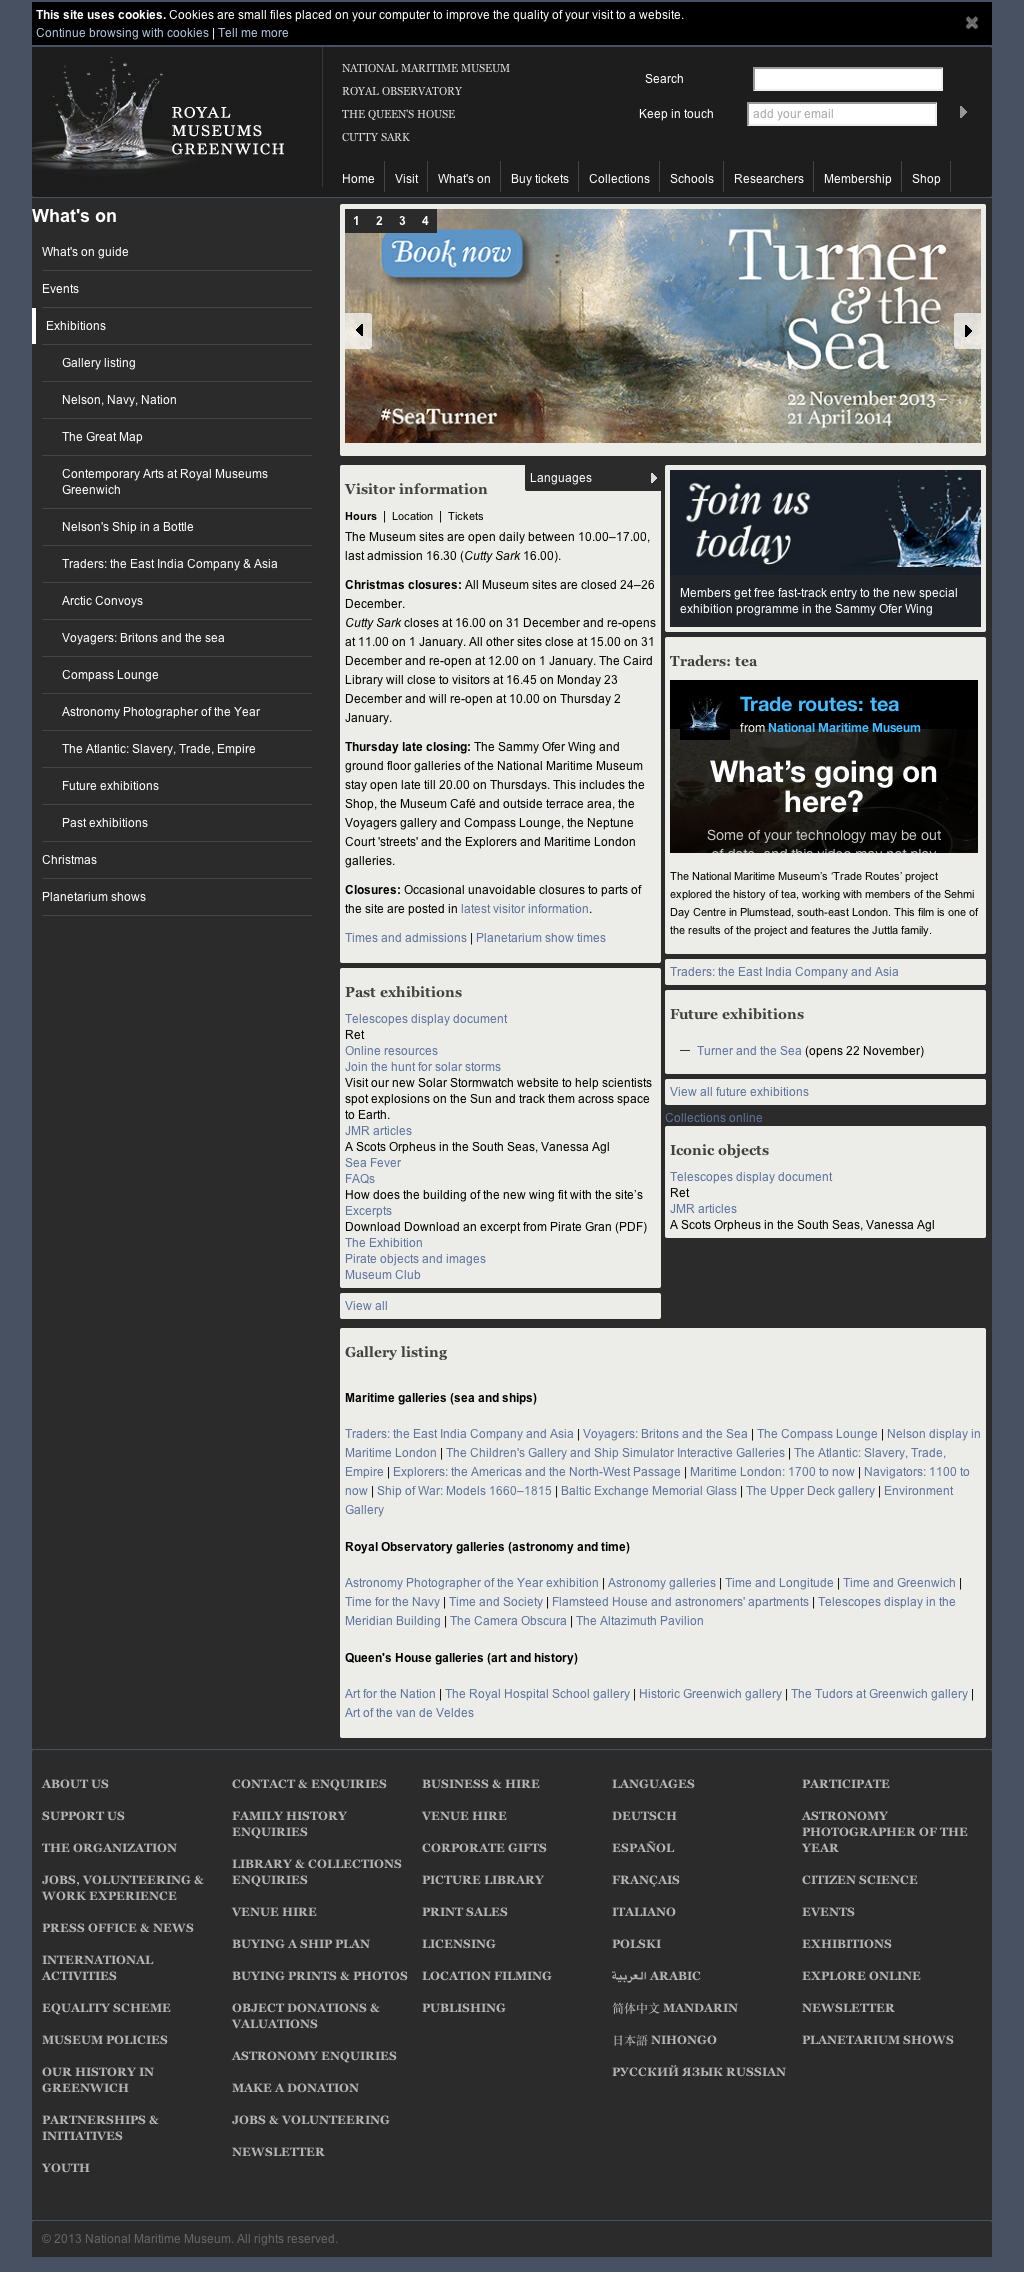 This site uses cookies. Cookies are small files placed on your computer to improve the quality of your visit to a website.
Continue browsing with cookies | Tell me more
ROYAL
MUSEUMS
GREENWICH
NATIONAL MARITIME MUSEUM
ROYAL OBSERVATORY
THE QUEEN'S HOUSE
CUTTY SARK
Search
Keep in touch
add your email
Home
Visit
What's on
Buy tickets
Collections
Schools
Researchers
Membership
Shop
What's on
What's on guide
Events
Exhibitions
Gallery listing
Nelson, Navy, Nation
The Great Map
Contemporary Arts at Royal Museums
Greenwich
Nelson's Ship in a Bottle
Traders: the East India Company & Asia
Arctic Convoys
Voyagers: Britons and the sea
Compass Lounge
Astronomy Photographer of the Year
The Atlantic: Slavery, Trade, Empire
Future exhibitions
Past exhibitions
Christmas
Planetarium shows
1 2 3 4
Book now
Turner
& the
Sea
22 November 2013 –
21 April 2014
#SeaTurner
Visitor information
Languages
Hours | Location | Tickets
The Museum sites are open daily between 10.00–17.00,
last admission 16.30 (Cutty Sark 16.00).
Christmas closures: All Museum sites are closed 24–26
December.
Cutty Sark closes at 16.00 on 31 December and re-opens
at 11.00 on 1 January. All other sites close at 15.00 on 31
December and re-open at 12.00 on 1 January. The Caird
Library will close to visitors at 16.45 on Monday 23
December and will re-open at 10.00 on Thursday 2
January.
Thursday late closing: The Sammy Ofer Wing and
ground floor galleries of the National Maritime Museum
stay open late till 20.00 on Thursdays. This includes the
Shop, the Museum Café and outside terrace area, the
Voyagers gallery and Compass Lounge, the Neptune
Court 'streets' and the Explorers and Maritime London
galleries.
Closures: Occasional unavoidable closures to parts of
the site are posted in latest visitor information.
Times and admissions | Planetarium show times
Past exhibitions
Telescopes display document
Ret
Online resources
Join the hunt for solar storms
Visit our new Solar Stormwatch website to help scientists
spot explosions on the Sun and track them across space
to Earth.
JMR articles
A Scots Orpheus in the South Seas, Vanessa Agl
Sea Fever
FAQs
How does the building of the new wing fit with the site's
Excerpts
Download Download an excerpt from Pirate Gran (PDF)
The Exhibition
Pirate objects and images
Museum Club
View all
Join us
today
Members get free fast-track entry to the new special
exhibition programme in the Sammy Ofer Wing
Traders: tea
Trade routes: tea
from National Maritime Museum
What's going on
here?
Some of your technology may be out
of date, and this video may not play
The National Maritime Museum's 'Trade Routes' project
explored the history of tea, working with members of the Sehmi
Day Centre in Plumstead, south-east London. This film is one of
the results of the project and features the Juttla family.
Traders: the East India Company and Asia
Future exhibitions
— Turner and the Sea (opens 22 November)
View all future exhibitions
Collections online
Iconic objects
Telescopes display document
Ret
JMR articles
A Scots Orpheus in the South Seas, Vanessa Agl
Gallery listing
Maritime galleries (sea and ships)
Traders: the East India Company and Asia | Voyagers: Britons and the Sea | The Compass Lounge | Nelson display in
Maritime London | The Children's Gallery and Ship Simulator Interactive Galleries | The Atlantic: Slavery, Trade,
Empire | Explorers: the Americas and the North-West Passage | Maritime London: 1700 to now | Navigators: 1100 to
now | Ship of War: Models 1660–1815 | Baltic Exchange Memorial Glass | The Upper Deck gallery | Environment
Gallery
Royal Observatory galleries (astronomy and time)
Astronomy Photographer of the Year exhibition | Astronomy galleries | Time and Longitude | Time and Greenwich |
Time for the Navy | Time and Society | Flamsteed House and astronomers' apartments | Telescopes display in the
Meridian Building | The Camera Obscura | The Altazimuth Pavilion
Queen's House galleries (art and history)
Art for the Nation | The Royal Hospital School gallery | Historic Greenwich gallery | The Tudors at Greenwich gallery |
Art of the van de Veldes
ABOUT US
SUPPORT US
THE ORGANIZATION
JOBS, VOLUNTEERING &
WORK EXPERIENCE
PRESS OFFICE & NEWS
INTERNATIONAL
ACTIVITIES
EQUALITY SCHEME
MUSEUM POLICIES
OUR HISTORY IN
GREENWICH
PARTNERSHIPS &
INITIATIVES
YOUTH
CONTACT & ENQUIRIES
FAMILY HISTORY
ENQUIRIES
LIBRARY & COLLECTIONS
ENQUIRIES
VENUE HIRE
BUYING A SHIP PLAN
BUYING PRINTS & PHOTOS
OBJECT DONATIONS &
VALUATIONS
ASTRONOMY ENQUIRIES
MAKE A DONATION
JOBS & VOLUNTEERING
NEWSLETTER
BUSINESS & HIRE
VENUE HIRE
CORPORATE GIFTS
PICTURE LIBRARY
PRINT SALES
LICENSING
LOCATION FILMING
PUBLISHING
LANGUAGES
DEUTSCH
ESPAÑOL
FRANÇAIS
ITALIANO
POLSKI
العربية ARABIC
简体中文 MANDARIN
日本語 NIHONGO
РУССКИЙ ЯЗЫК RUSSIAN
PARTICIPATE
ASTRONOMY
PHOTOGRAPHER OF THE
YEAR
CITIZEN SCIENCE
EVENTS
EXHIBITIONS
EXPLORE ONLINE
NEWSLETTER
PLANETARIUM SHOWS
© 2013 National Maritime Museum. All rights reserved.